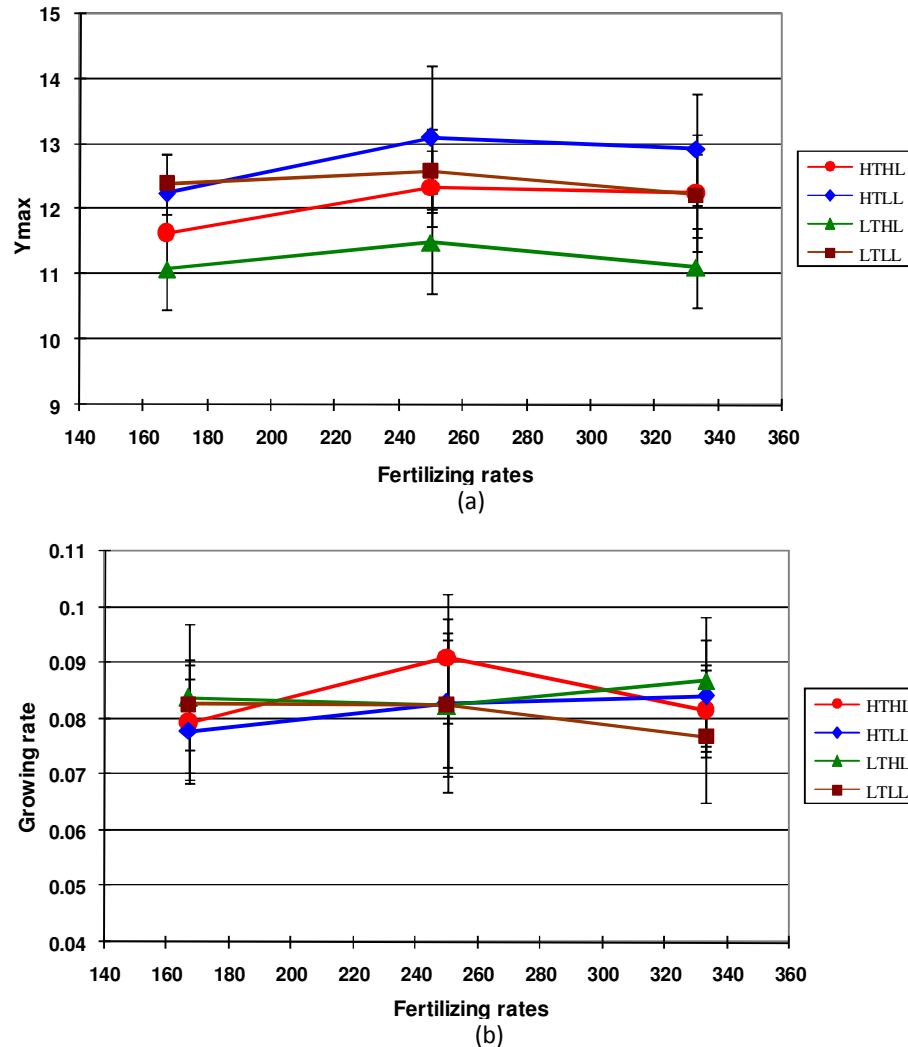 15
14
13
12
11
10
9
Ymax
140 160 180 200 220 240 260 280 300 320 340 360
Fertilizing rates
(a)
HTHL
HTLL
LTHL
LTLL
0.11
0.1
0.09
0.08
0.07
0.06
0.05
0.04
Growing rate
140 160 180 200 220 240 260 280 300 320 340 360
Fertilizing rates
(b)
HTHL
HTLL
LTHL
LTLL